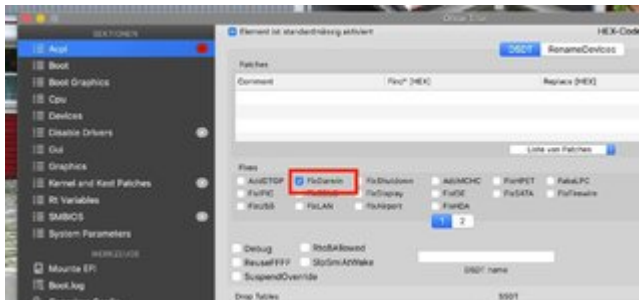 SEKTIONEN
Acpi
Boot
Boot Graphics
Cpu
Devices
Disable Drivers
Gui
Graphics
Kernel and Kext Patches
Rt Variables
SMBIOS
System Parameters
WERKZEUGE
Mounte EFI
Boot.log
Element ist standardmässig aktiviert
HEX-Code
DSDT RenameDevices
Patches
Comment Find* [HEX] Replace [HEX]
Liste von Patches
Fixes
AddDTGP FixDarwin FixShutdown AddMCHC FixHPET FakeLPC
FixIPIC FixSBUS FixDisplay FixIDE FixSATA FixFirewire
FixUSB FixLAN FixAirport FixHDA
1 2
Debug Rtc8Allowed
ReuseFFFF SlpSmiAtWake
SuspendOverride
DSDT name
Drop Tables SSDT